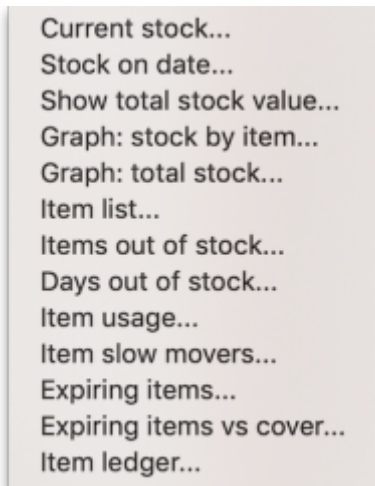 Current stock...
Stock on date...
Show total stock value...
Graph: stock by item...
Graph: total stock...
Item list...
Items out of stock...
Days out of stock...
Item usage...
Item slow movers...
Expiring items...
Expiring items vs cover...
Item ledger...